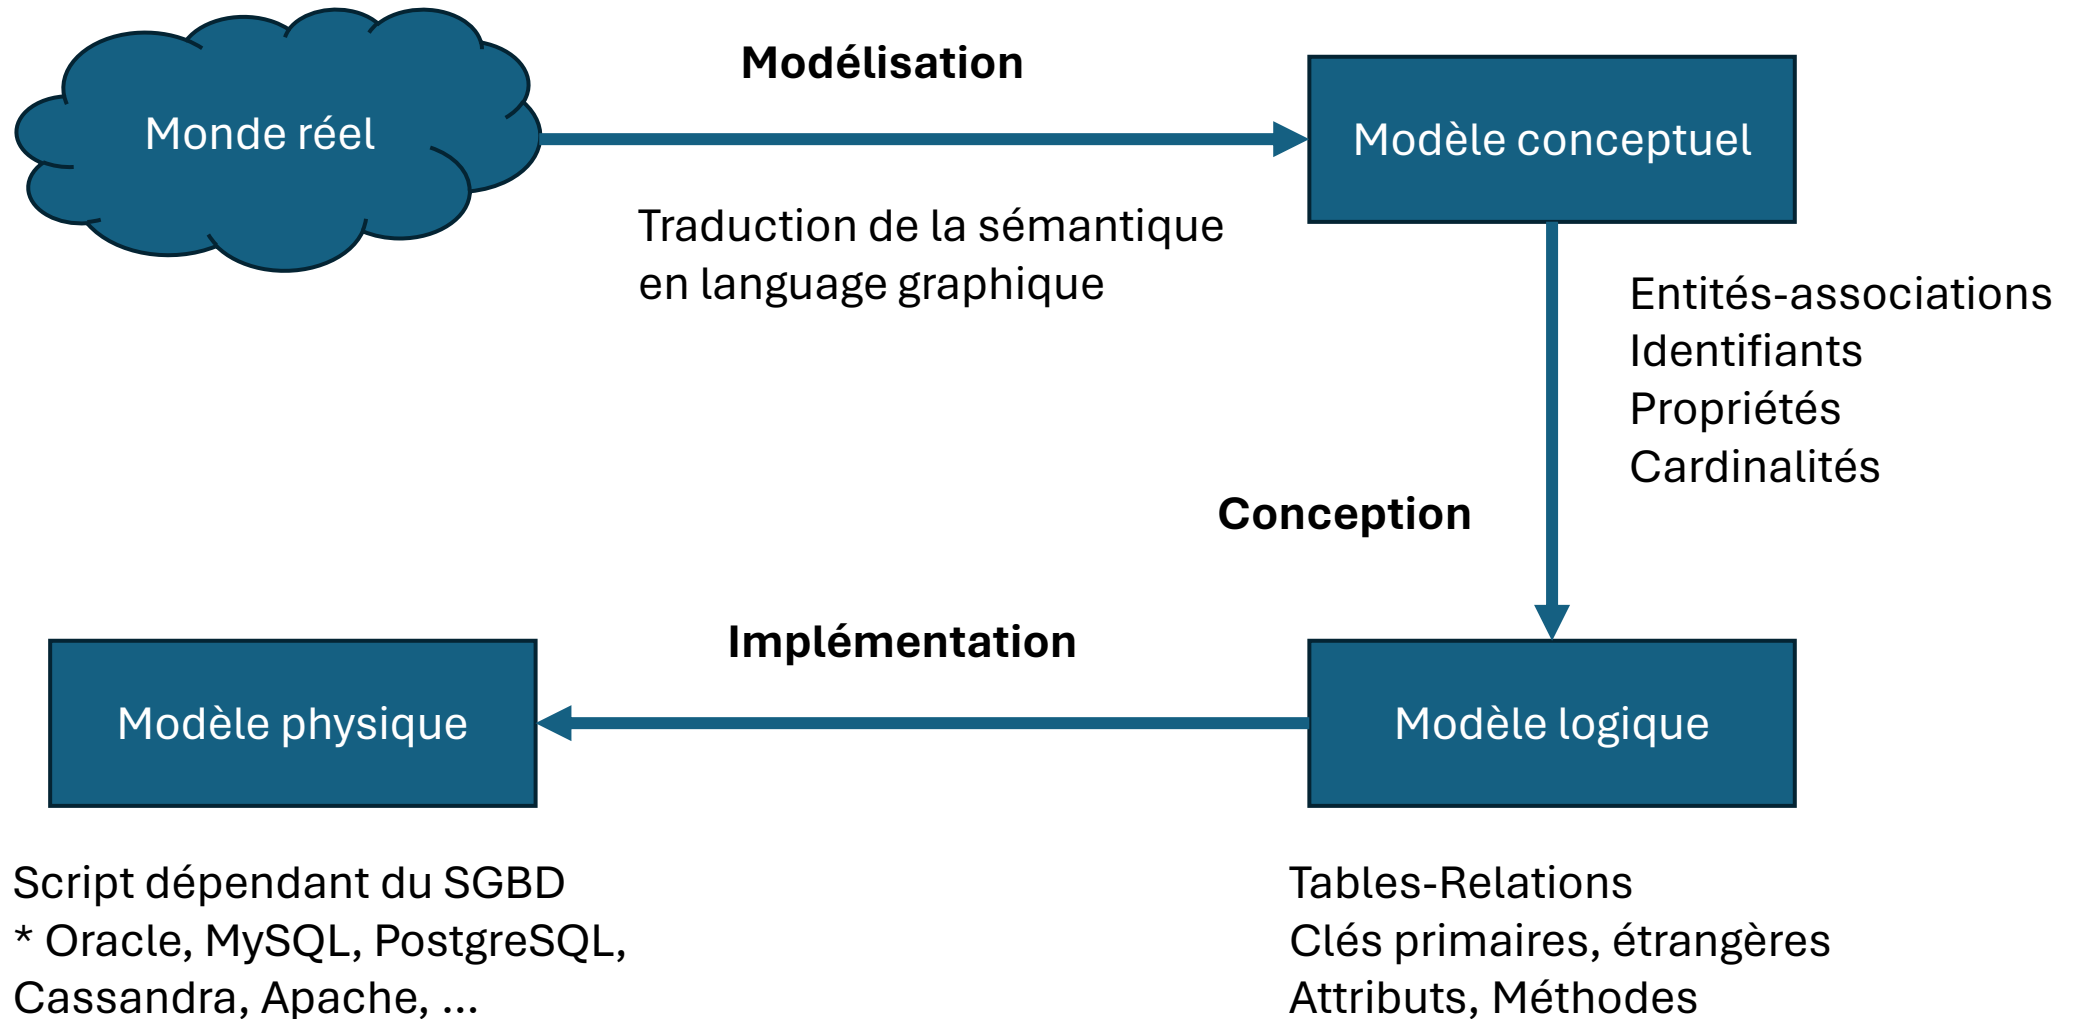 Monde réel
Modélisation
Traduction de la sémantique
en language graphique
Modèle conceptuel
Entités-associations
Identifiants
Propriétés
Cardinalités
Conception
Modèle logique
Tables-Relations
Clés primaires, étrangères
Attributs, Méthodes
Implémentation
Modèle physique
Script dépendant du SGBD
* Oracle, MySQL, PostgreSQL,
Cassandra, Apache, ...